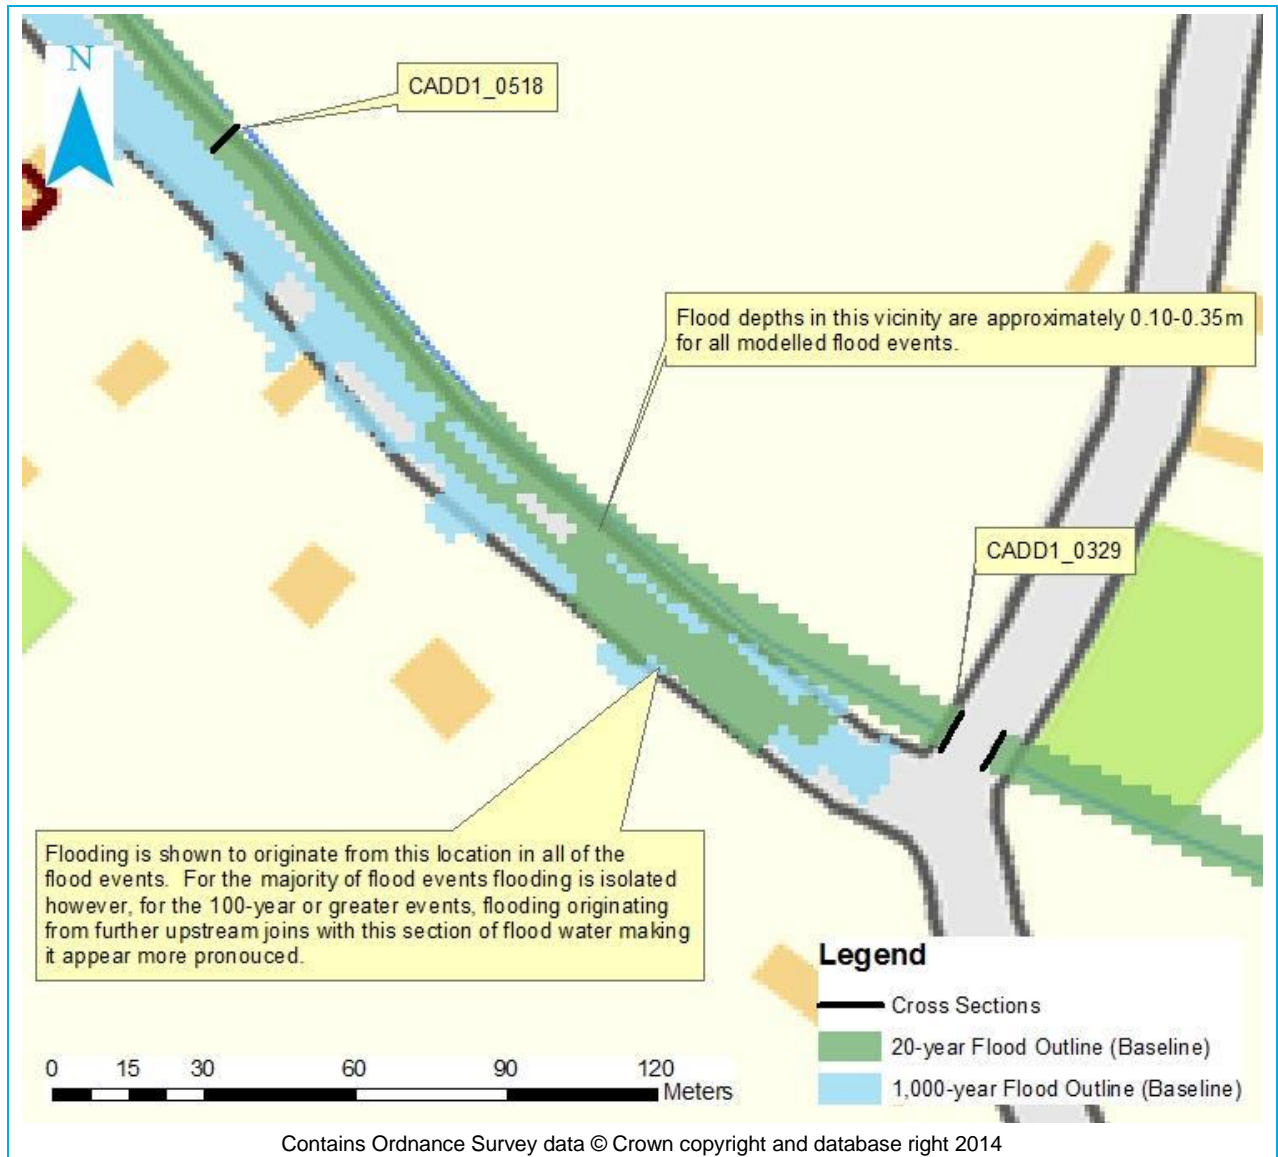 N
CADD1_0518
Flood depths in this vicinity are approximately 0.10-0.35m
for all modelled flood events.
CADD1_0329
Flooding is shown to originate from this location in all of the
flood events. For the majority of flood events flooding is isolated
however, for the 100-year or greater events, flooding originating
from further upstream joins with this section of flood water making
it appear more pronouced.
Legend
Cross Sections
20-year Flood Outline (Baseline)
1,000-year Flood Outline (Baseline)
0 15 30 60 90 120
Meters
Contains Ordnance Survey data © Crown copyright and database right 2014